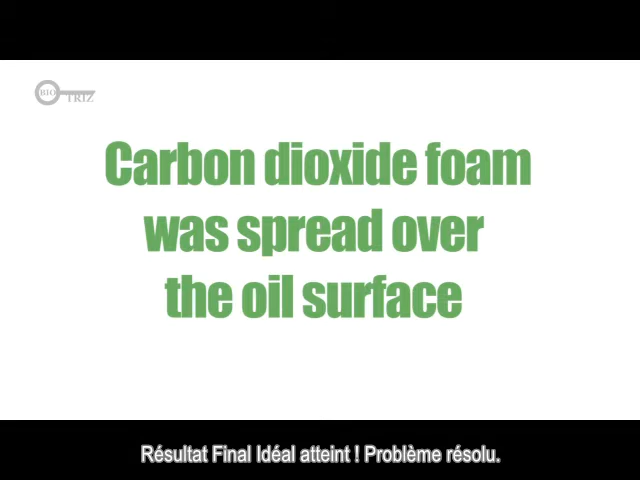 BIO
TRIZ
Carbon dioxide foam
was spread over
the oil surface
Résultat Final Idéal atteint ! Problème résolu.